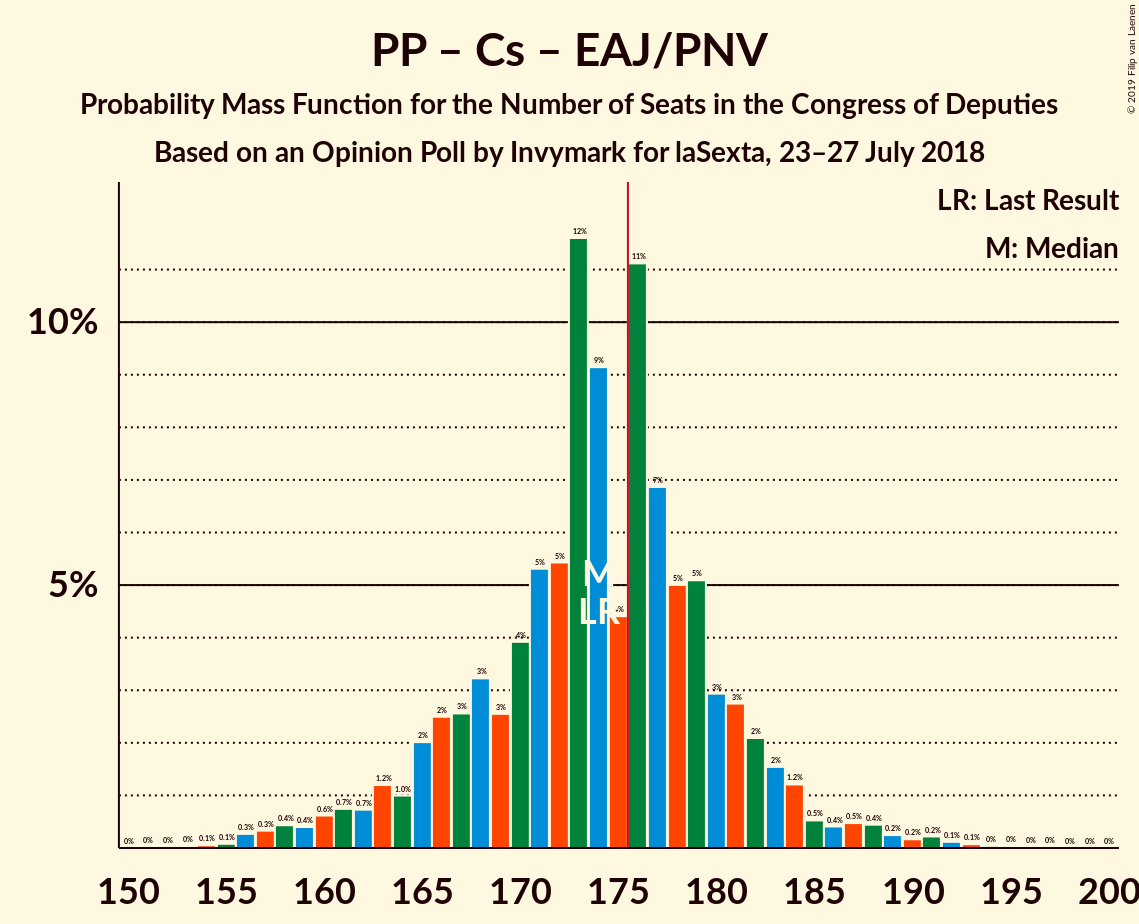 PP – Cs – EAJ/PNV
Probability Mass Function for the Number of Seats in the Congress of Deputies
Based on an Opinion Poll by Invymark for laSexta, 23–27 July 2018
© 2019 Filip van Laenen
LR: Last Result
M: Median
10%
5%
0% 0% 0% 0% 0.1% 0.1% 0.3% 0.3% 0.4% 0.4% 0.6% 0.7% 0.7% 1.2% 1.0% 2% 2% 3% 3% 3% 4% 5% 5% 12% 9% 4% 11% 7% 5% 5% 3% 3% 2% 2% 1.2% 0.5% 0.4% 0.5% 0.4% 0.2% 0.2% 0.2% 0.1% 0.1% 0% 0% 0% 0% 0% 0% 0%
M
LR
150 155 160 165 170 175 180 185 190 195 200